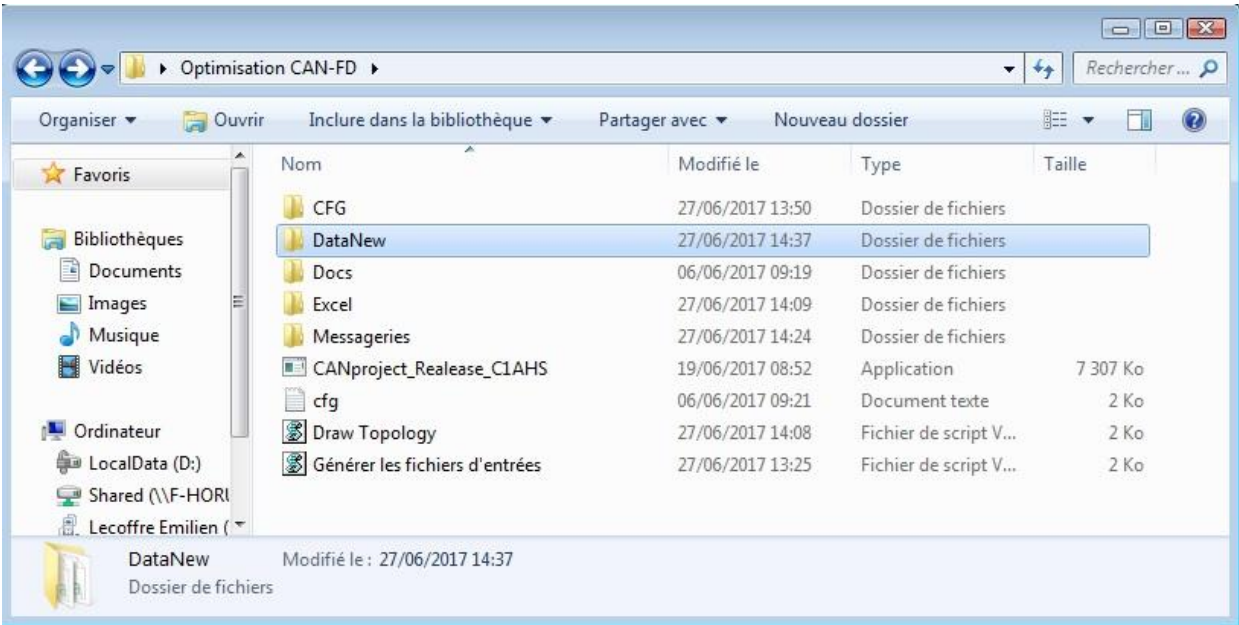 Optimisation CAN-FD
Rechercher ...
Organiser Ouvrir Inclure dans la bibliothèque Partager avec Nouveau dossier
Favoris
Bibliothèques
Documents
Images
Musique
Vidéos
Ordinateur
LocalData (D:)
Shared (\\F-HORU
Lecoffre Emilien (
Nom Modifié le Type Taille
CFG 27/06/2017 13:50 Dossier de fichiers
DataNew 27/06/2017 14:37 Dossier de fichiers
Docs 06/06/2017 09:19 Dossier de fichiers
Excel 27/06/2017 14:09 Dossier de fichiers
Messageries 27/06/2017 14:24 Dossier de fichiers
CANproject_Realease_C1AHS 19/06/2017 08:52 Application 7 307 Ko
cfg 06/06/2017 09:21 Document texte 2 Ko
Draw Topology 27/06/2017 14:08 Fichier de script V... 2 Ko
Générer les fichiers d'entrées 27/06/2017 13:25 Fichier de script V... 2 Ko
DataNew Modifié le : 27/06/2017 14:37
Dossier de fichiers